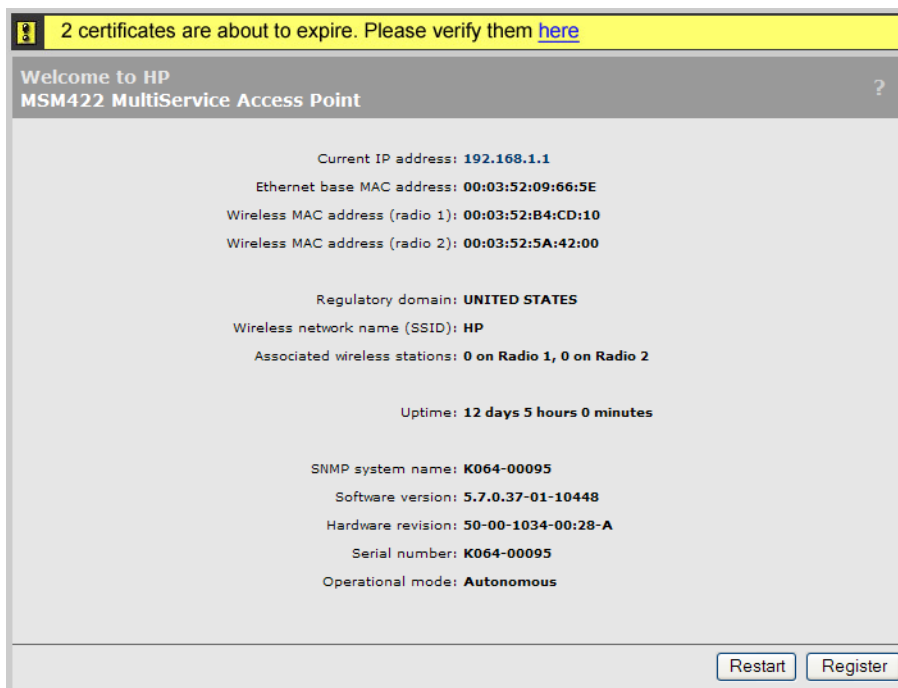 2 certificates are about to expire. Please verify them here
Welcome to HP
MSM422 MultiService Access Point
?
Current IP address: 192.168.1.1
Ethernet base MAC address: 00:03:52:09:66:5E
Wireless MAC address (radio 1): 00:03:52:B4:CD:10
Wireless MAC address (radio 2): 00:03:52:5A:42:00
Regulatory domain: UNITED STATES
Wireless network name (SSID): HP
Associated wireless stations: 0 on Radio 1, 0 on Radio 2
Uptime: 12 days 5 hours 0 minutes
SNMP system name: K064-00095
Software version: 5.7.0.37-01-10448
Hardware revision: 50-00-1034-00:28-A
Serial number: K064-00095
Operational mode: Autonomous
Restart Register